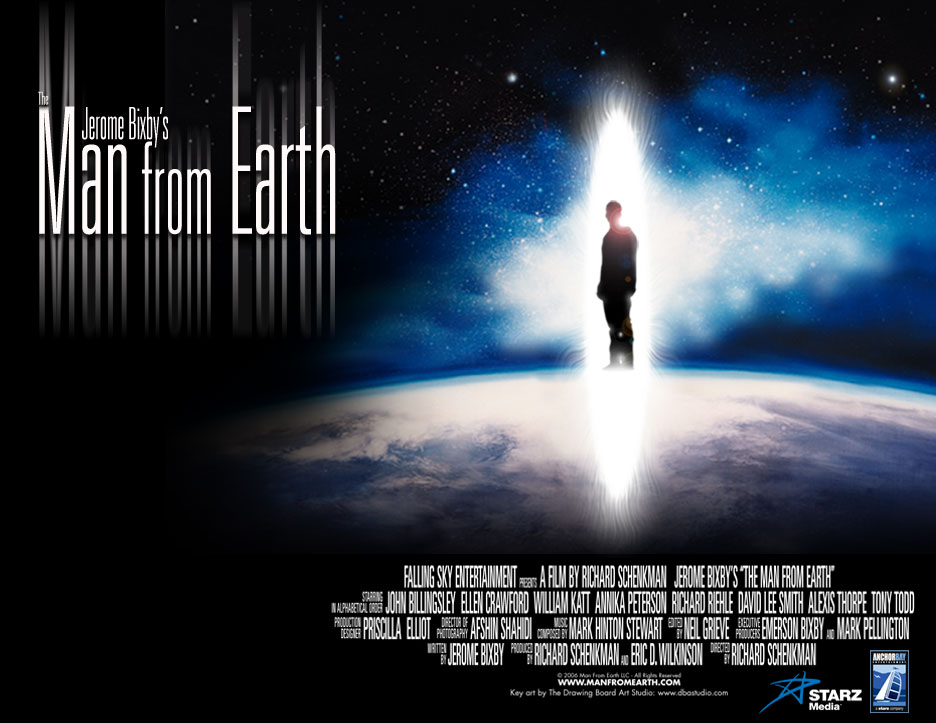 The
Jerome Bixby's
Man from Earth
FALLING SKY ENTERTAINMENT PRESENTS A FILM BY RICHARD SCHENKMAN JEROME BIXBY'S "THE MAN FROM EARTH"
STARRING IN ALPHABETICAL ORDER JOHN BILLINGSLEY ELLEN CRAWFORD WILLIAM KATT ANNIKA PETERSON RICHARD RIEHLE DAVID LEE SMITH ALEXIS THORPE TONY TODD
PRODUCTION DESIGNER PRISCILLA ELLIOT DIRECTOR OF PHOTOGRAPHY AFSHIN SHAHIDI MUSIC COMPOSED BY MARK HINTON STEWART EDITED BY NEIL GRIEVE EXECUTIVE PRODUCERS EMERSON BIXBY AND MARK PELLINGTON
WRITTEN BY JEROME BIXBY PRODUCED BY RICHARD SCHENKMAN AND ERIC D. WILKINSON DIRECTED BY RICHARD SCHENKMAN
© 2006 Man From Earth LLC - All Rights Reserved
WWW.MANFROMEARTH.COM
Key art by The Drawing Board Art Studio: www.dbastudio.com
STARZ
Media™
ANCHOR BAY
ENTERTAINMENT
a starz company